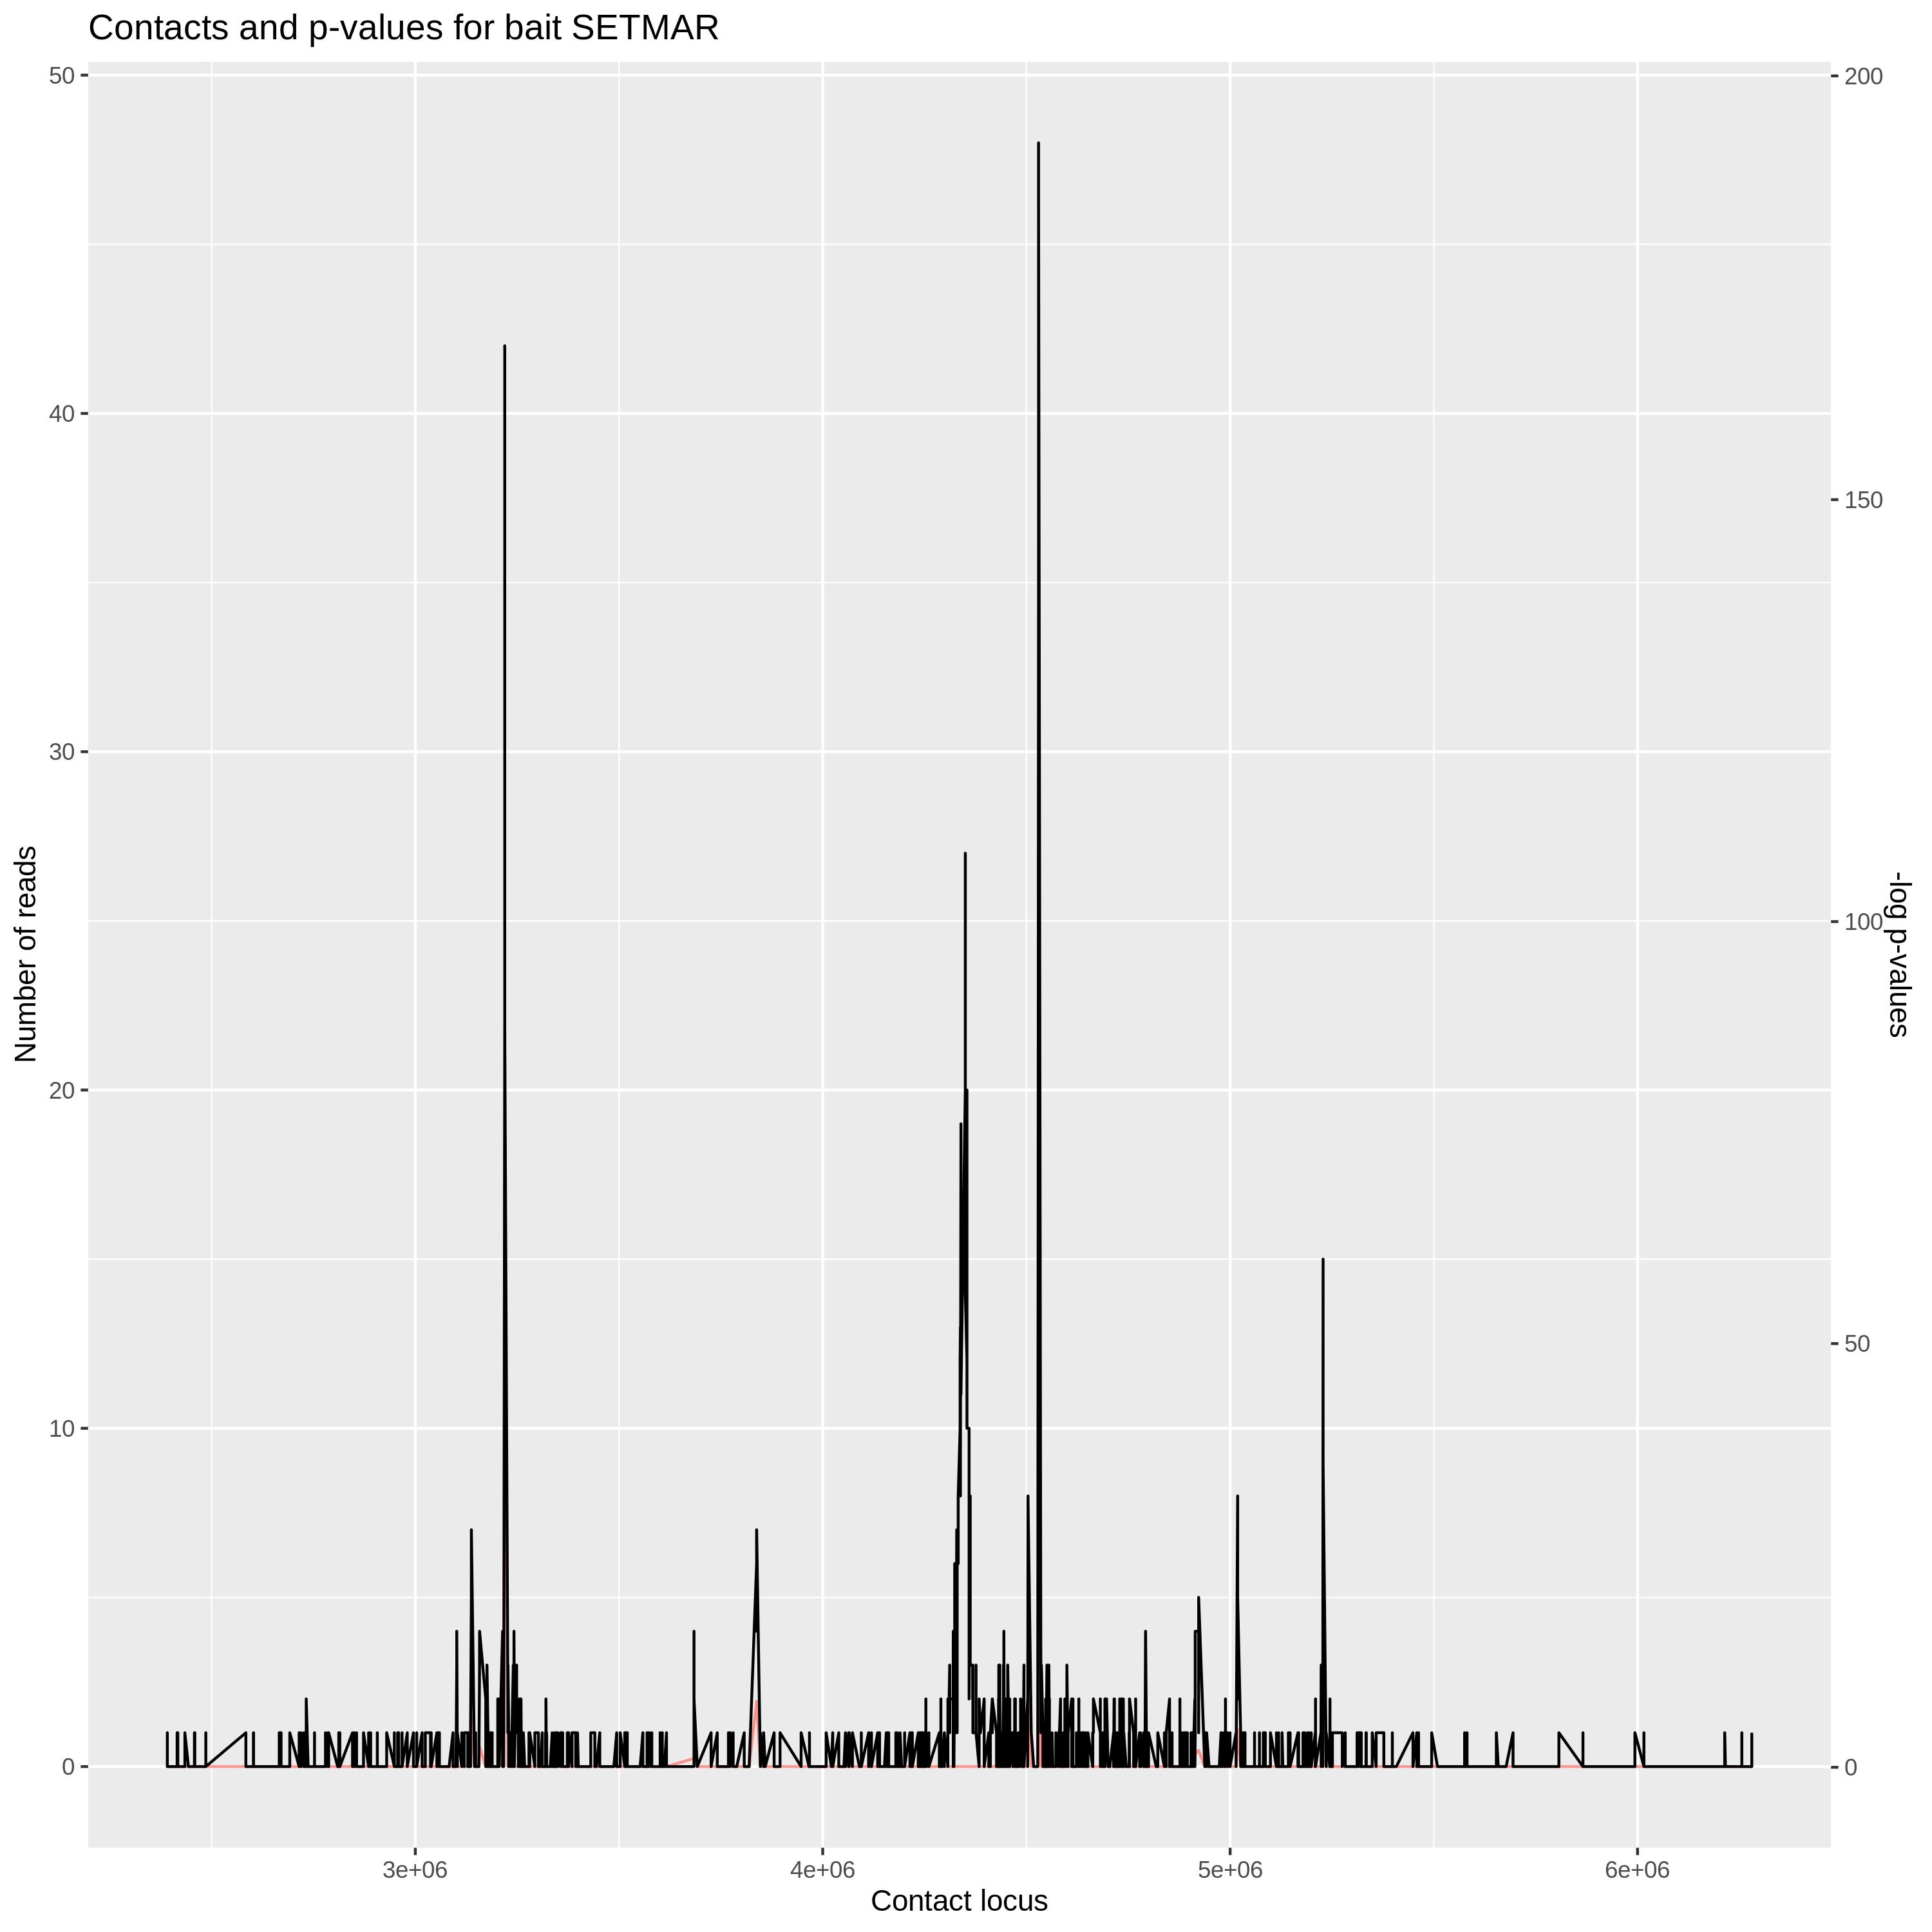 Contacts and p-values for bait SETMAR
50
40
30
20
10
0
Number of reads
200
150
100
50
0
-log p-values
3e+06
4e+06
5e+06
6e+06
Contact locus